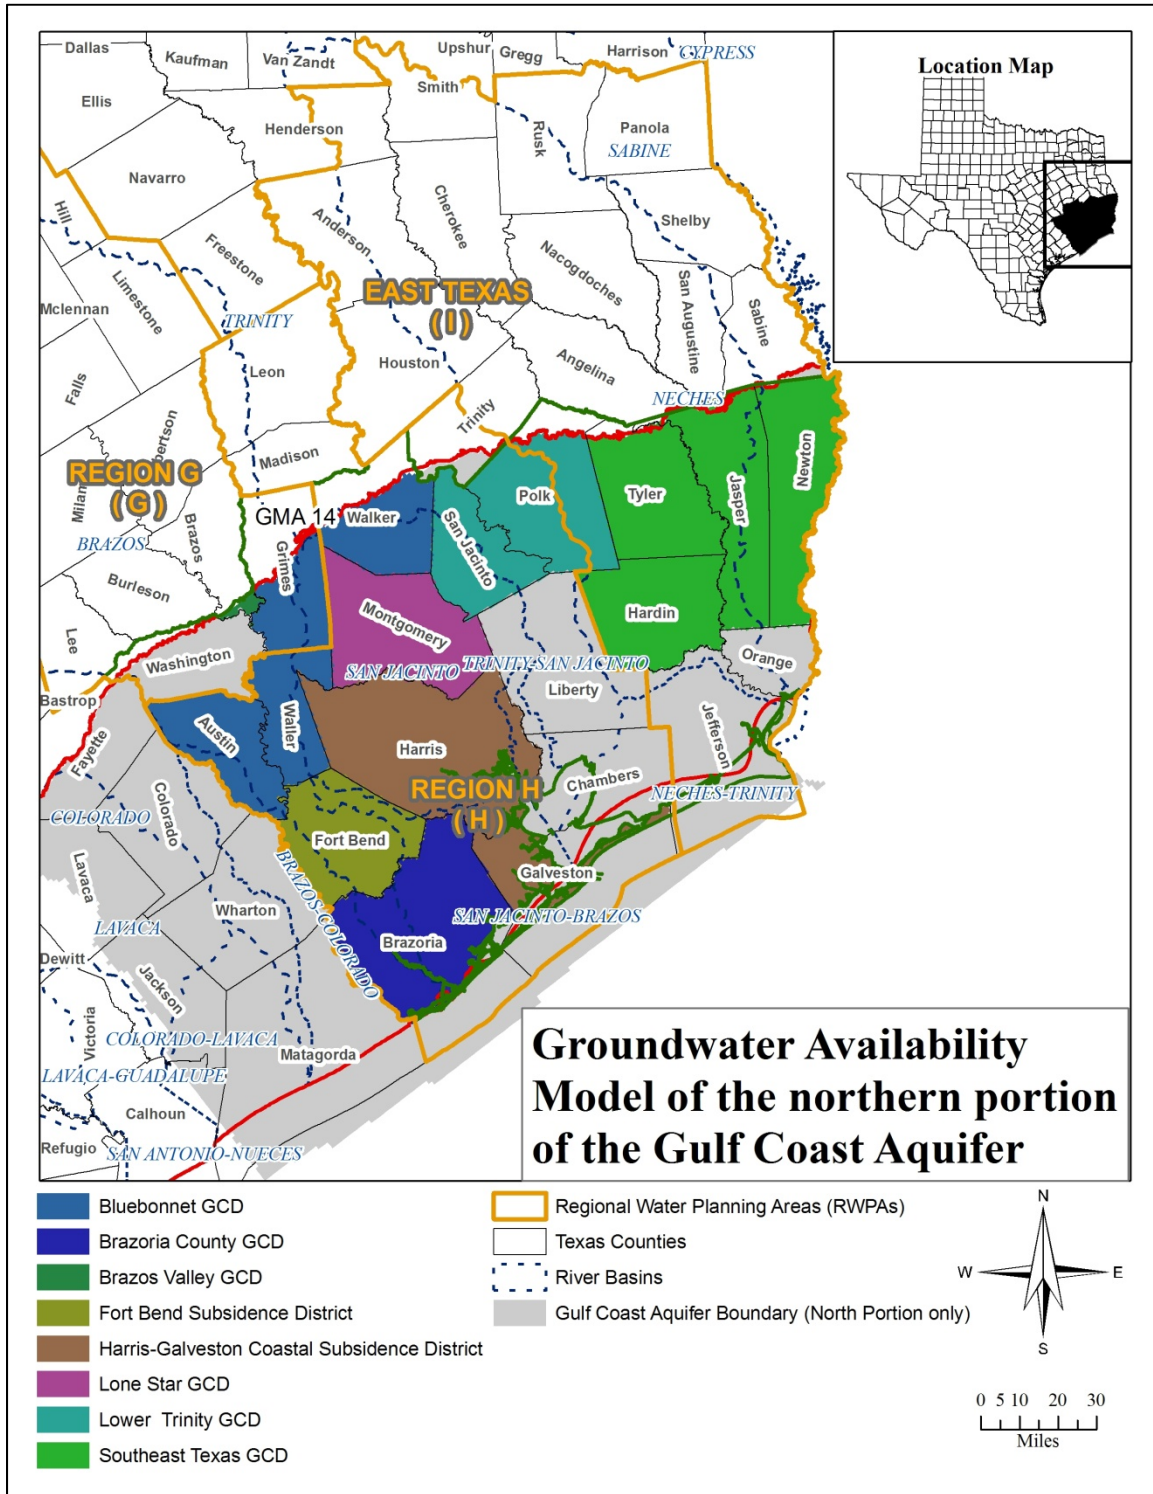 Dallas
Kaufman
Van Zandt
Upshur
Gregg
Harrison
CYPRESS
Smith
Ellis
Henderson
Rusk
Panola
SABINE
Navarro
Hill
Anderson
Cherokee
Shelby
Freestone
Limestone
Nacogdoches
San Augustine
Sabine
Mclennan
EAST TEXAS
( I )
TRINITY
Houston
Angelina
Leon
Falls
NECHES
Trinity
Madison
REGION G
( G )
Milam
Brazos
BRAZOS
GMA 14
Walker
Grimes
San Jacinto
Polk
Tyler
Jasper
Newton
Burleson
Lee
Washington
Montgomery
Hardin
SAN JACINTO
TRINITY-SAN JACINTO
Liberty
Orange
Bastrop
Fayette
Austin
Waller
Harris
Jefferson
Chambers
REGION H
( H )
NECHES-TRINITY
COLORADO
Colorado
Fort Bend
Galveston
Lavaca
Wharton
BRAZOS-COLORADO
SAN JACINTO-BRAZOS
LAVACA
Brazoria
Dewitt
Jackson
Victoria
COLORADO-LAVACA
Matagorda
LAVACA-GUADALUPE
Calhoun
Refugio
SAN ANTONIO-NUECES
Location Map
Groundwater Availability
Model of the northern portion
of the Gulf Coast Aquifer
Bluebonnet GCD
Brazoria County GCD
Brazos Valley GCD
Fort Bend Subsidence District
Harris-Galveston Coastal Subsidence District
Lone Star GCD
Lower Trinity GCD
Southeast Texas GCD
Regional Water Planning Areas (RWPAs)
Texas Counties
River Basins
Gulf Coast Aquifer Boundary (North Portion only)
N
W
E
S
0 5 10 20 30
Miles